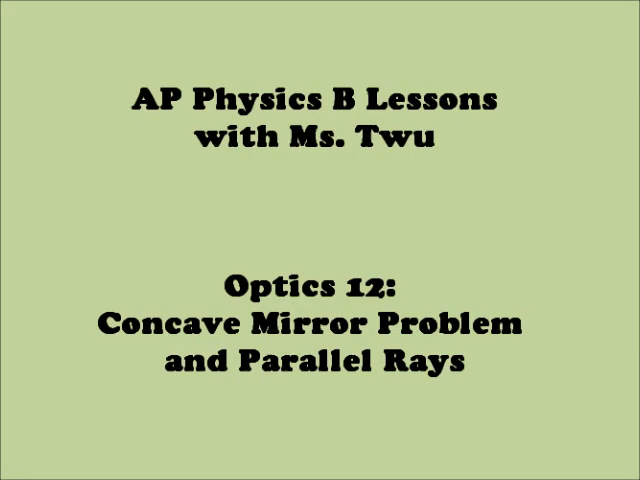 AP Physics B Lessons
with Ms. Twu
Optics 12:
Concave Mirror Problem
and Parallel Rays